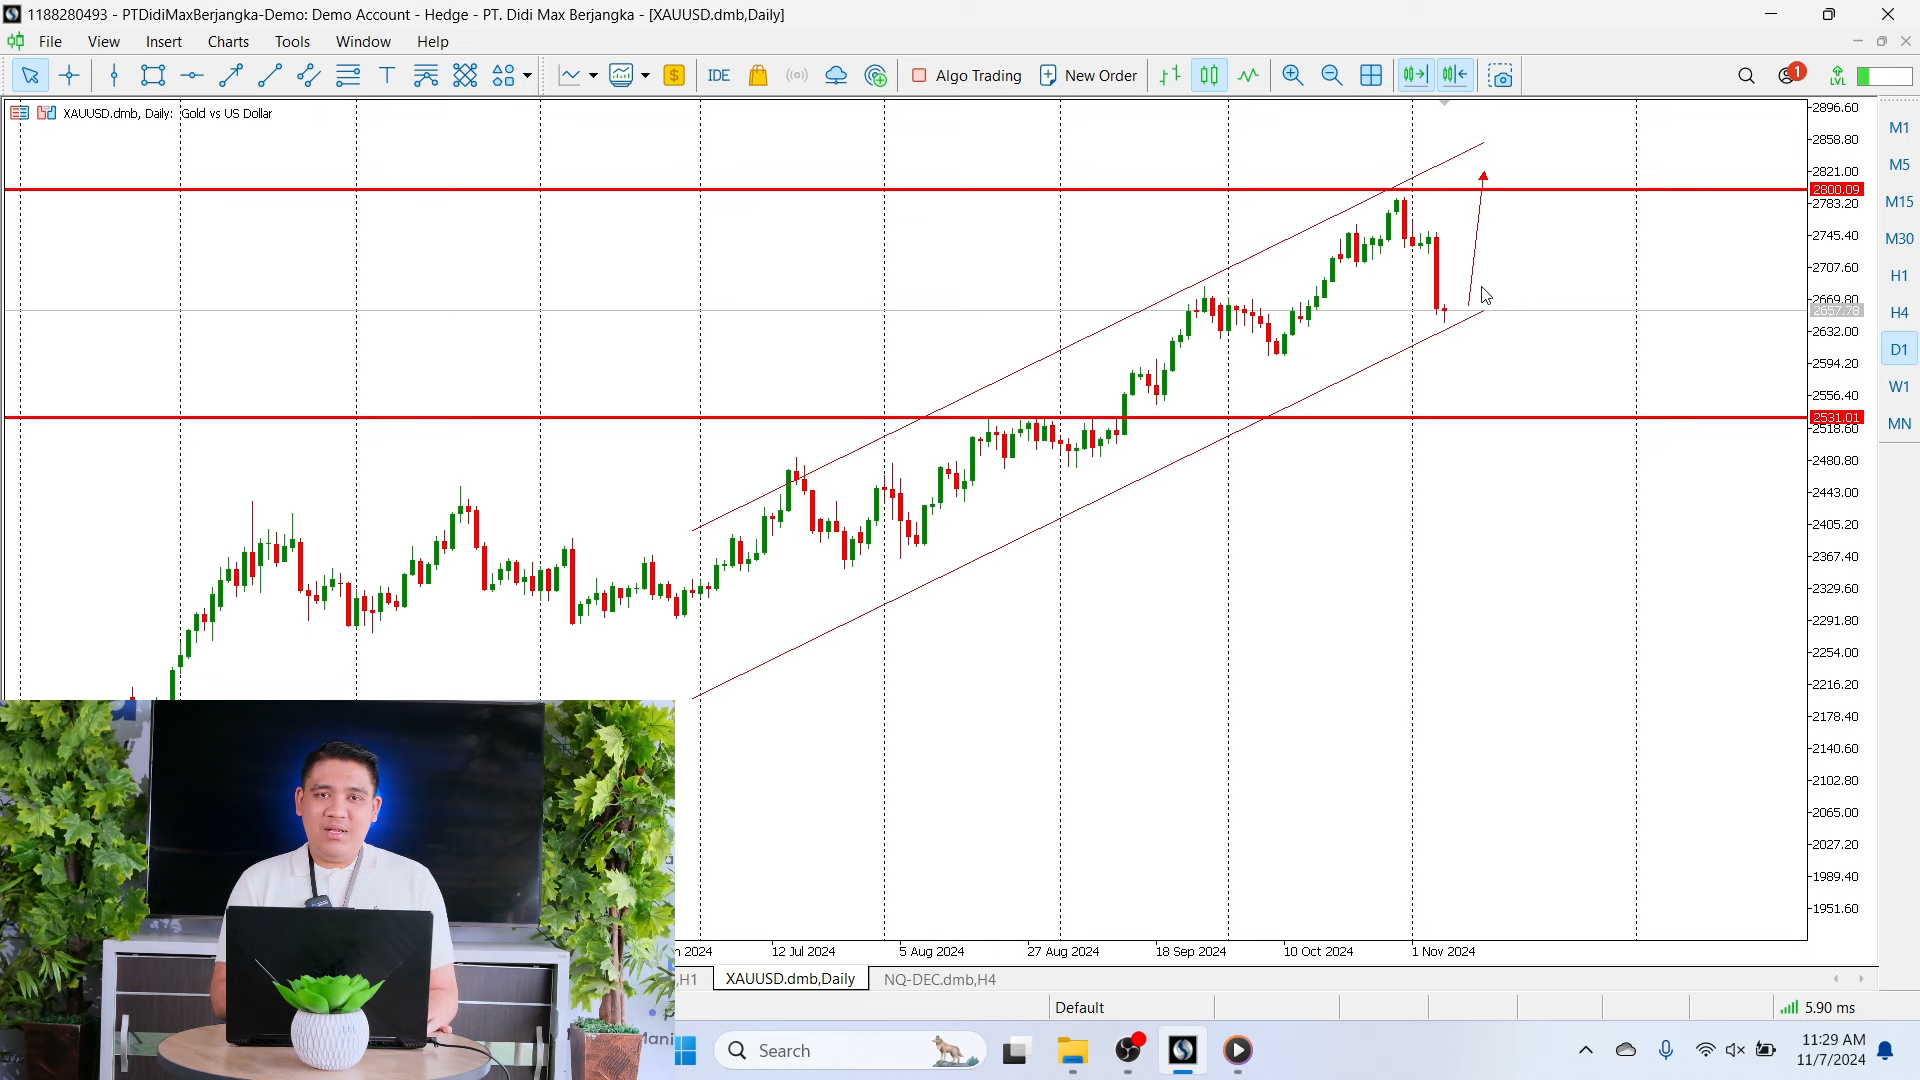 1188280493 - PTDidiMaxBerjangka-Demo: Demo Account - Hedge - PT. Didi Max Berjangka - [XAUUSD.dmb,Daily]
File View Insert Charts Tools Window Help
IDE Algo Trading New Order 1 LVL
XAUUSD.dmb, Daily: Gold vs US Dollar
2896.60
2858.80
2821.00
2800.09
2783.20
2745.40
2707.60
2669.80
2657.78
2632.00
2594.20
2556.40
2531.01
2518.60
2480.80
2443.00
2405.20
2367.40
2329.60
2291.80
2254.00
2216.20
2178.40
2140.60
2102.80
2065.00
2027.20
1989.40
1951.60
M1
M5
M15
M30
H1
H4
D1
W1
MN
2024 12 Jul 2024 5 Aug 2024 27 Aug 2024 18 Sep 2024 10 Oct 2024 1 Nov 2024
,H1 XAUUSD.dmb,Daily NQ-DEC.dmb,H4
Default 5.90 ms
Search
11:29 AM
11/7/2024